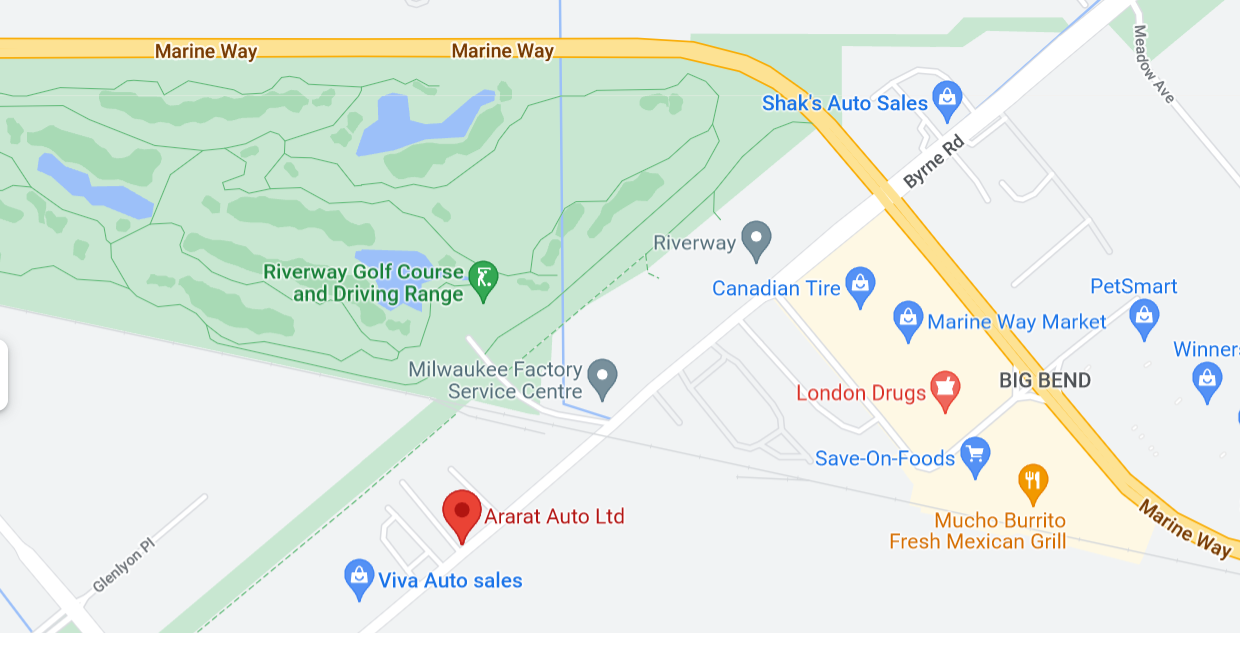 Marine Way
Marine Way
Meadow Ave
Shak's Auto Sales
Byrne Rd
Riverway
Riverway Golf Course
and Driving Range
Canadian Tire
PetSmart
Marine Way Market
Winners
Milwaukee Factory
Service Centre
BIG BEND
London Drugs
Save-On-Foods
Ararat Auto Ltd
Mucho Burrito
Fresh Mexican Grill
Marine Way
Glenlyon Pl
Viva Auto sales